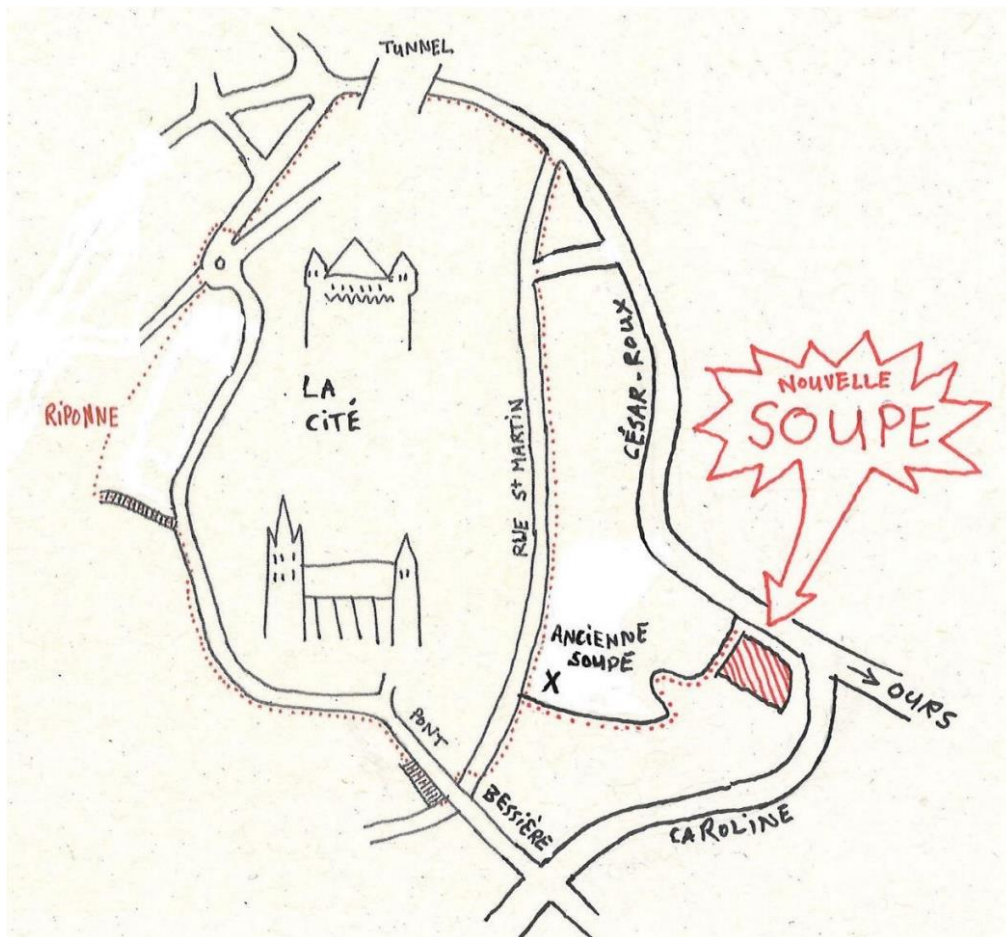 TUNNEL
RIPONNE
LA
CITÉ
RUE St MARTIN
CÉSAR-ROUX
NOUVELLE
SOUPE
ANCIENNE
SOUPE
X
OURS
PONT
BESSIÈRE
CAROLINE